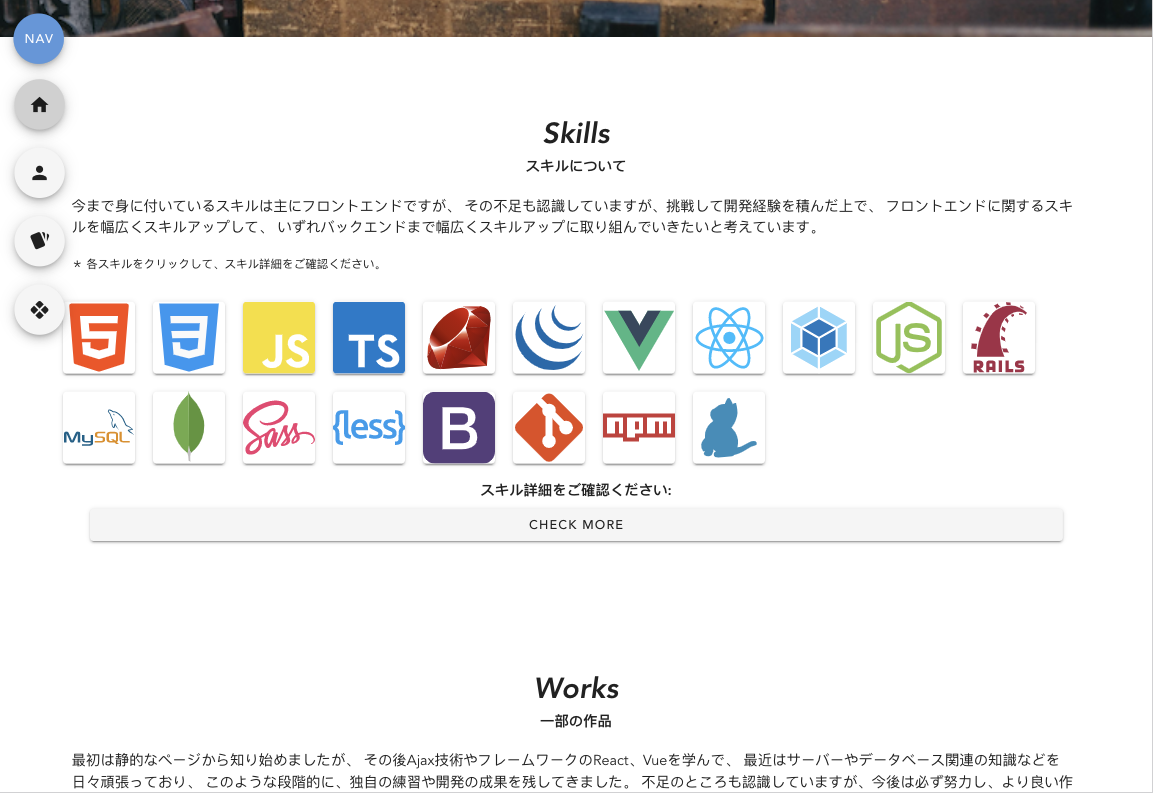 NAV
Skills
スキルについて
今まで身に付いているスキルは主にフロントエンドですが、 その不足も認識していますが、挑戦して開発経験を積んだ上で、 フロントエンドに関するスキ
ルを幅広くスキルアップして、 いずれバックエンドまで幅広くスキルアップに取り組んでいきたいと考えています。
＊ 各スキルをクリックして、スキル詳細をご確認ください。
5 3 JS TS JS RAILS
MySQL Sass {less} B npm
スキル詳細をご確認ください:
CHECK MORE
Works
一部の作品
最初は静的なページから知り始めましたが、 その後Ajax技術やフレームワークのReact、Vueを学んで、 最近はサーバーやデータベース関連の知識などを
日々頑張っており、 このような段階的に、独自の練習や開発の成果を残してきました。 不足のところも認識していますが、今後は必ず努力し、より良い作